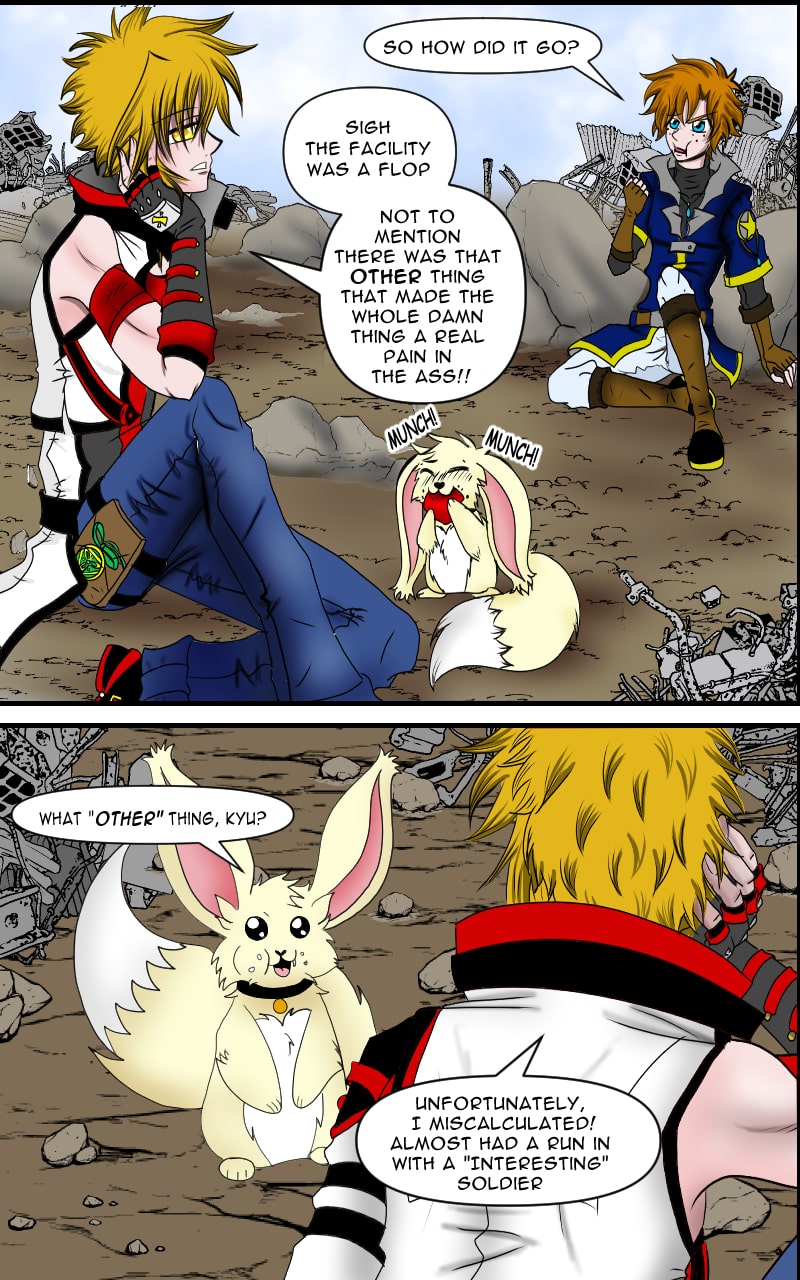 SO HOW DID IT GO?
SIGH
THE FACILITY
WAS A FLOP
NOT TO
MENTION
THERE WAS THAT
OTHER THING
THAT MADE THE
WHOLE DAMN
THING A REAL
PAIN IN
THE ASS!!
MUNCH!
MUNCH!
WHAT "OTHER" THING, KYU?
UNFORTUNATELY,
I MISCALCULATED!
ALMOST HAD A RUN IN
WITH A "INTERESTING"
SOLDIER